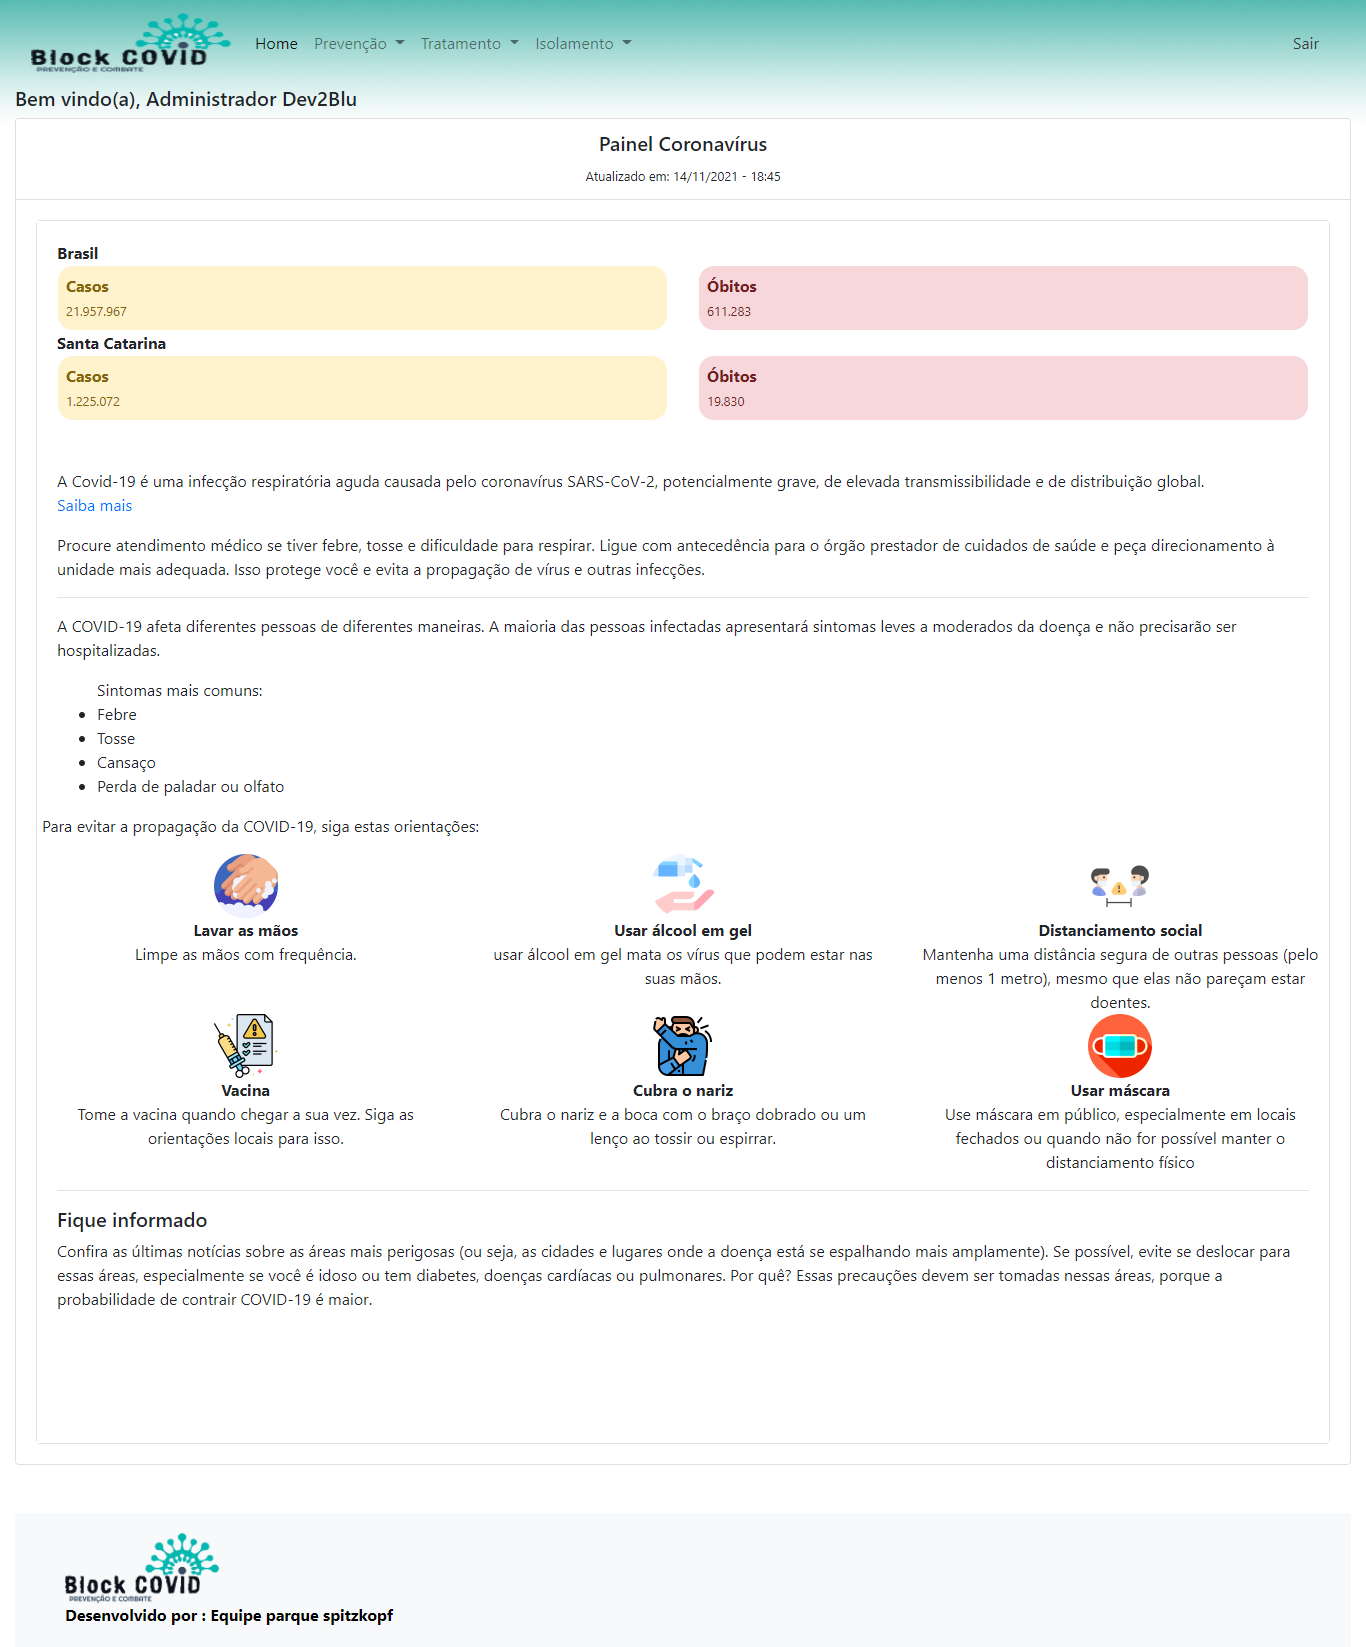 Block COVID
PREVENÇÃO E COMBATE
Home Prevenção Tratamento Isolamento Sair
Bem vindo(a), Administrador Dev2Blu
Painel Coronavírus
Atualizado em: 14/11/2021 - 18:45
Brasil
Casos
21.957.967
Óbitos
611.283
Santa Catarina
Casos
1.225.072
Óbitos
19.830
A Covid-19 é uma infecção respiratória aguda causada pelo coronavírus SARS-CoV-2, potencialmente grave, de elevada transmissibilidade e de distribuição global.
Saiba mais
Procure atendimento médico se tiver febre, tosse e dificuldade para respirar. Ligue com antecedência para o órgão prestador de cuidados de saúde e peça direcionamento à
unidade mais adequada. Isso protege você e evita a propagação de vírus e outras infecções.
A COVID-19 afeta diferentes pessoas de diferentes maneiras. A maioria das pessoas infectadas apresentará sintomas leves a moderados da doença e não precisarão ser
hospitalizadas.
Sintomas mais comuns:
• Febre
• Tosse
• Cansaço
• Perda de paladar ou olfato
Para evitar a propagação da COVID-19, siga estas orientações:
Lavar as mãos
Limpe as mãos com frequência.
Usar álcool em gel
usar álcool em gel mata os vírus que podem estar nas
suas mãos.
Distanciamento social
Mantenha uma distância segura de outras pessoas (pelo
menos 1 metro), mesmo que elas não pareçam estar
doentes.
Vacina
Tome a vacina quando chegar a sua vez. Siga as
orientações locais para isso.
Cubra o nariz
Cubra o nariz e a boca com o braço dobrado ou um
lenço ao tossir ou espirrar.
Usar máscara
Use máscara em público, especialmente em locais
fechados ou quando não for possível manter o
distanciamento físico
Fique informado
Confira as últimas notícias sobre as áreas mais perigosas (ou seja, as cidades e lugares onde a doença está se espalhando mais amplamente). Se possível, evite se deslocar para
essas áreas, especialmente se você é idoso ou tem diabetes, doenças cardíacas ou pulmonares. Por quê? Essas precauções devem ser tomadas nessas áreas, porque a
probabilidade de contrair COVID-19 é maior.
Block COVID
PREVENÇÃO E COMBATE
Desenvolvido por : Equipe parque spitzkopf